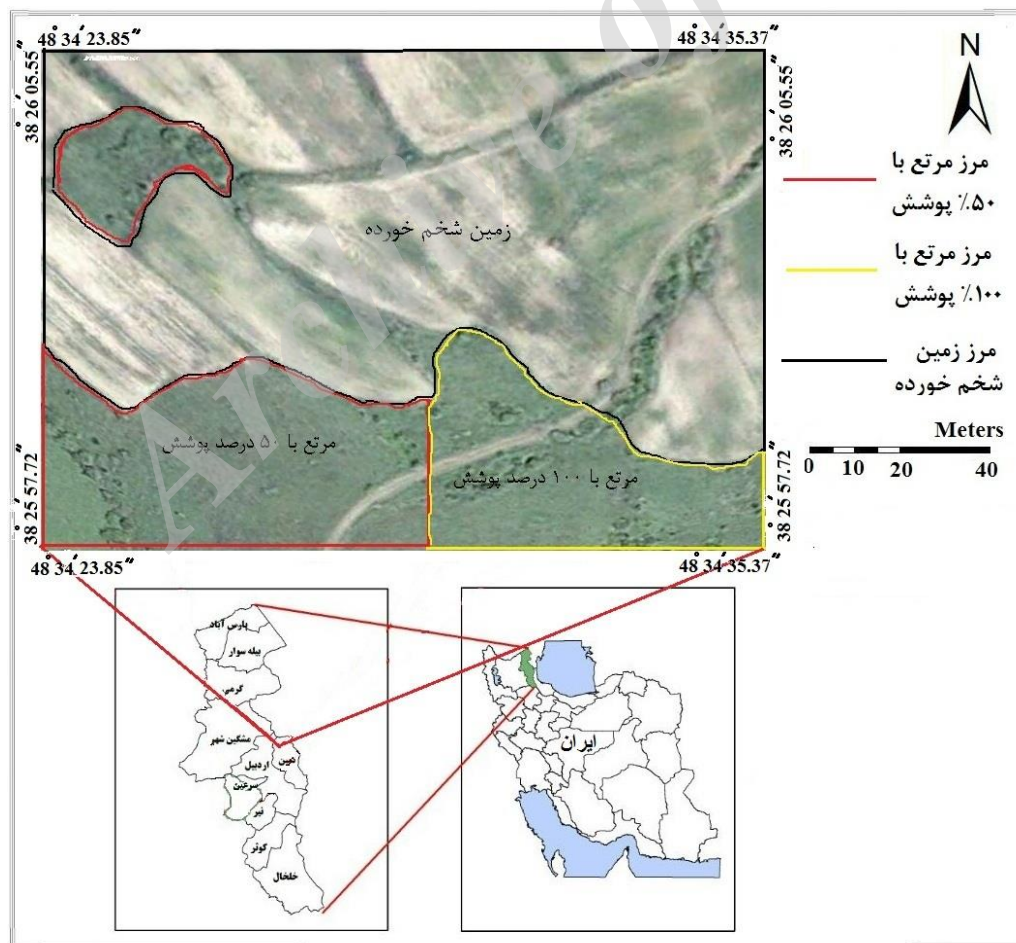 48 34 23.85" 48 34 35.37"
38 26 05.55"
38 26 05.55"
N
مرز مرتع با
۵۰٪ پوشش
مرز مرتع با
۱۰۰٪ پوشش
مرز زمین
شخم خورده
Meters
0 10 20 40
زمین شخم خورده
مرتع با ۵۰ درصد پوشش
مرتع با ۱۰۰ درصد پوشش
38° 25′ 57.72"
38° 25′ 57.72"
48° 34′ 23.85" 48° 34′ 35.37"
پارس آباد
بیله سوار
گرمی
مشگین شهر
اردبیل
سرعین
نیر
کوثر
خلخال
ایران